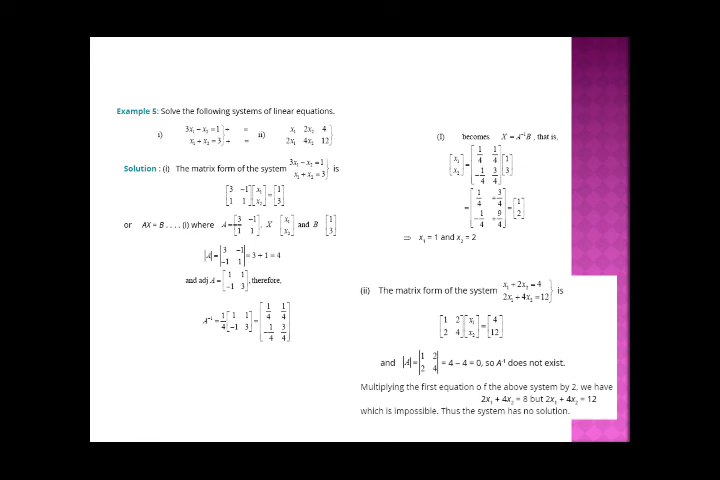 Example 5: Solve the following systems of linear equations.
i) 3x₁ – x₂ = 1 } + = ii) x₁ 2x₂ 4 }
x₁ + x₂ = 3 } + = 2x₁ 4x₂ 12 }
Solution : (i) The matrix form of the system 3x₁ – x₂ = 1 } is
x₁ + x₂ = 3 }
[3 –1] [x₁] = [1]
[1 1] [x₂] [3]
or AX = B . . . . (I) where A = [3 –1], X [x₁] and B [1]
[1 1] [x₂] [3]
|A| = |3 –1| = 3 + 1 = 4
|–1 1|
and adj A = [1 1], therefore,
[–1 3]
A⁻¹ = 1/4 [1 1] = [1/4 1/4]
[–1 3] [–1/4 3/4]
(I) becomes X = A⁻¹B, that is,
[x₁] = [1/4 1/4] [1]
[x₂] [–1/4 3/4] [3]
= [1/4 + 3/4] = [1]
[–1/4 + 9/4] [2]
⇒ x₁ = 1 and x₂ = 2
(ii) The matrix form of the system x₁ + 2x₂ = 4 } is
2x₁ + 4x₂ = 12 }
[1 2] [x₁] = [4]
[2 4] [x₂] [12]
and |A| = |1 2| = 4 – 4 = 0, so A⁻¹ does not exist.
|2 4|
Multiplying the first equation o f the above system by 2, we have
2x₁ + 4x₂ = 8 but 2x₁ + 4x₂ = 12
which is impossible. Thus the system has no solution.